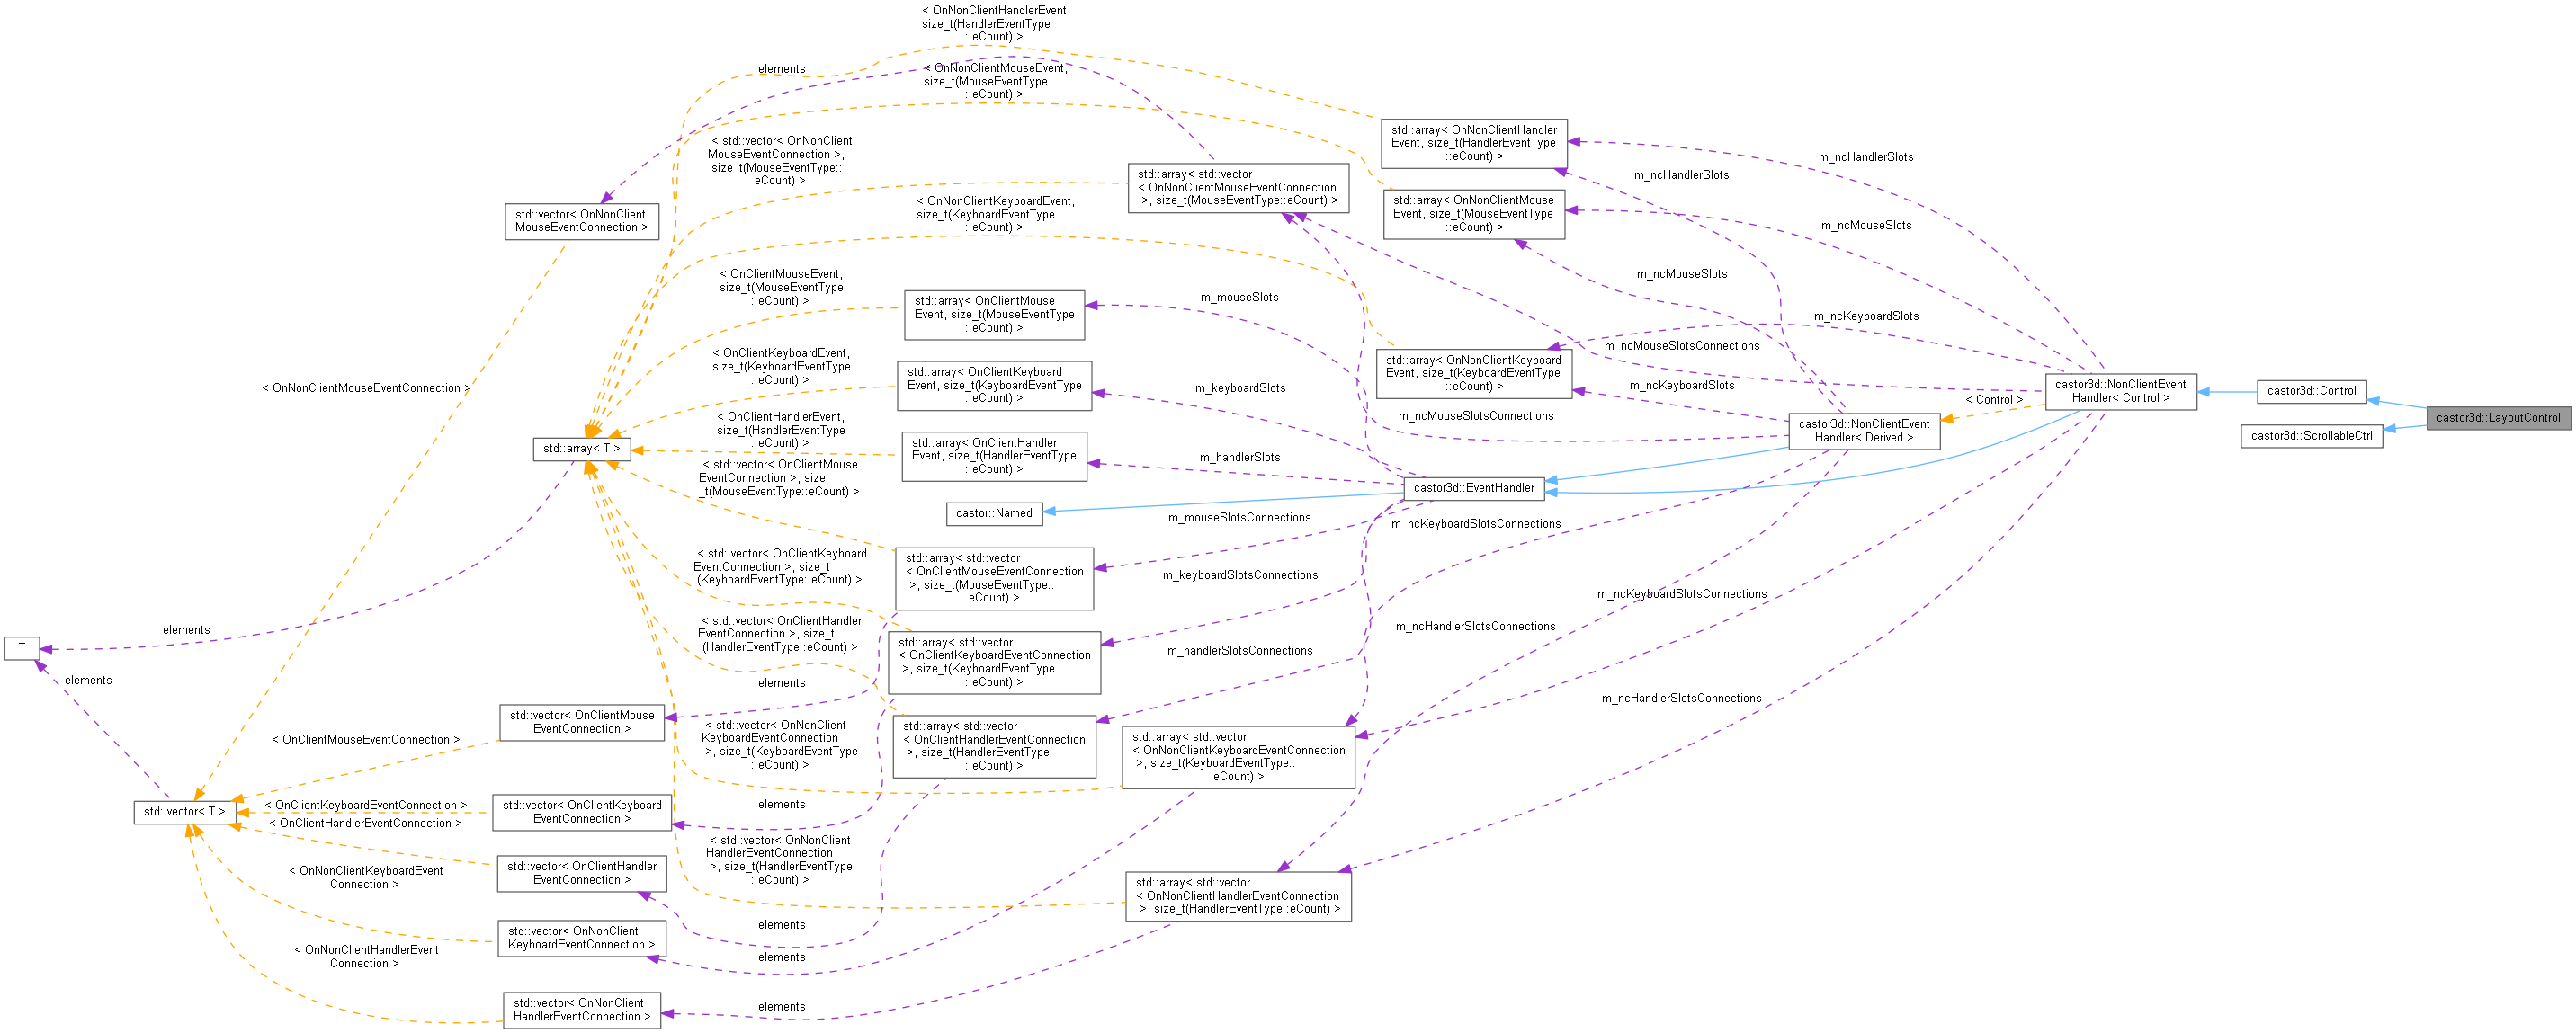 < OnNonClientHandlerEvent,
size_t(HandlerEventType
::eCount) >
elements
< OnNonClientMouseEvent,
size_t(MouseEventType
::eCount) >
std::array< OnNonClientHandler
Event, size_t(HandlerEventType
::eCount) >
m_ncHandlerSlots
< std::vector< OnNonClient
MouseEventConnection >,
size_t(MouseEventType::
eCount) >
std::array< std::vector
< OnNonClientMouseEventConnection
>, size_t(MouseEventType::eCount) >
m_ncHandlerSlots
std::array< OnNonClientMouse
Event, size_t(MouseEventType
::eCount) >
m_ncMouseSlots
std::vector< OnNonClient
MouseEventConnection >
< OnNonClientKeyboardEvent,
size_t(KeyboardEventType
::eCount) >
< OnClientMouseEvent,
size_t(MouseEventType
::eCount) >
m_ncMouseSlots
std::array< OnClientMouse
Event, size_t(MouseEventType
::eCount) >
m_mouseSlots
m_ncKeyboardSlots
m_ncMouseSlotsConnections
< OnClientKeyboardEvent,
size_t(KeyboardEventType
::eCount) >
std::array< OnClientKeyboard
Event, size_t(KeyboardEventType
::eCount) >
m_keyboardSlots
std::array< OnNonClientKeyboard
Event, size_t(KeyboardEventType
::eCount) >
m_ncKeyboardSlots
castor3d::NonClientEvent
Handler< Control >
castor3d::Control
castor3d::LayoutControl
castor3d::ScrollableCtrl
< Control >
castor3d::NonClientEvent
Handler< Derived >
m_ncMouseSlotsConnections
< OnNonClientMouseEventConnection >
< OnClientHandlerEvent,
size_t(HandlerEventType
::eCount) >
std::array< T >
std::array< OnClientHandler
Event, size_t(HandlerEventType
::eCount) >
m_handlerSlots
castor3d::EventHandler
castor::Named
< std::vector< OnClientMouse
EventConnection >, size
_t(MouseEventType::eCount) >
m_mouseSlotsConnections
m_ncKeyboardSlotsConnections
std::array< std::vector
< OnClientMouseEventConnection
>, size_t(MouseEventType::
eCount) >
< std::vector< OnClientKeyboard
EventConnection >, size_t
(KeyboardEventType::eCount) >
m_keyboardSlotsConnections
m_ncKeyboardSlotsConnections
elements
T
< std::vector< OnClientHandler
EventConnection >, size_t
(HandlerEventType::eCount) >
std::array< std::vector
< OnClientKeyboardEventConnection
>, size_t(KeyboardEventType
::eCount) >
m_ncHandlerSlotsConnections
m_handlerSlotsConnections
elements
elements
m_ncHandlerSlotsConnections
std::vector< OnClientMouse
EventConnection >
< OnClientMouseEventConnection >
< std::vector< OnNonClient
KeyboardEventConnection
>, size_t(KeyboardEventType
::eCount) >
std::array< std::vector
< OnClientHandlerEventConnection
>, size_t(HandlerEventType
::eCount) >
std::array< std::vector
< OnNonClientKeyboardEventConnection
>, size_t(KeyboardEventType::
eCount) >
std::vector< T >
< OnClientKeyboardEventConnection >
std::vector< OnClientKeyboard
EventConnection >
elements
< OnClientHandlerEventConnection >
< std::vector< OnNonClient
HandlerEventConnection
>, size_t(HandlerEventType
::eCount) >
std::vector< OnClientHandler
EventConnection >
< OnNonClientKeyboardEvent
Connection >
std::array< std::vector
< OnNonClientHandlerEventConnection
>, size_t(HandlerEventType::eCount) >
elements
std::vector< OnNonClient
KeyboardEventConnection >
< OnNonClientHandlerEvent
Connection >
elements
std::vector< OnNonClient
HandlerEventConnection >
elements